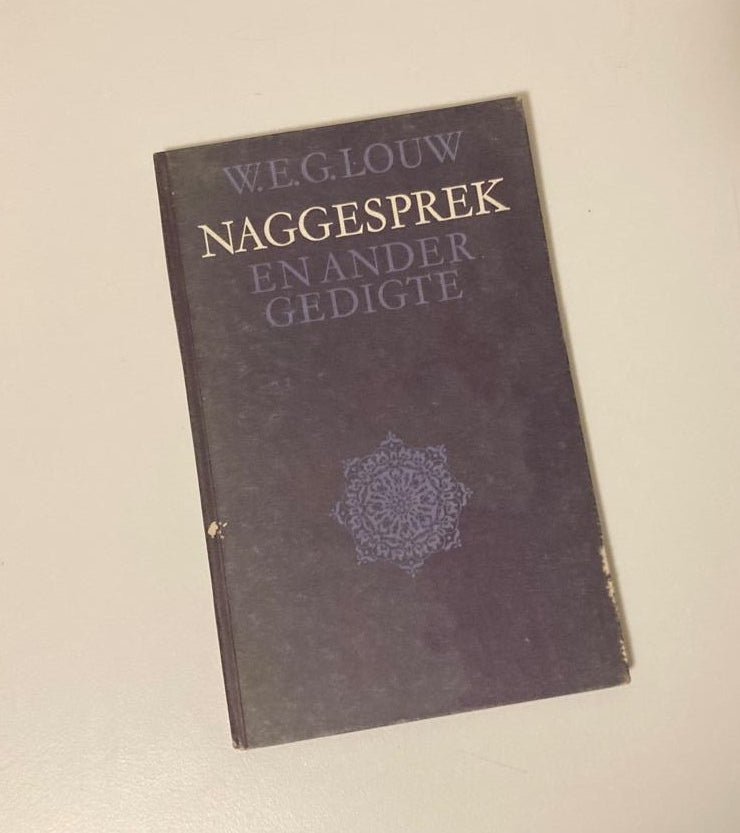 W.E.G. LOUW
NAGGESPREK
EN ANDER
GEDIGTE